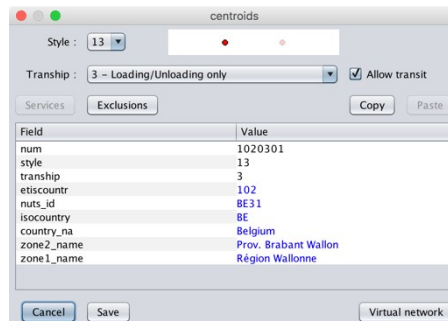 centroids
Style : 13
Tranship : 3 - Loading/Unloading only Allow transit
Services Exclusions Copy Paste
Field Value
num 1020301
style 13
tranship 3
etiscountr 102
nuts_id BE31
isocountry BE
country_na Belgium
zone2_name Prov. Brabant Wallon
zone1_name Région Wallonne
Cancel Save Virtual network